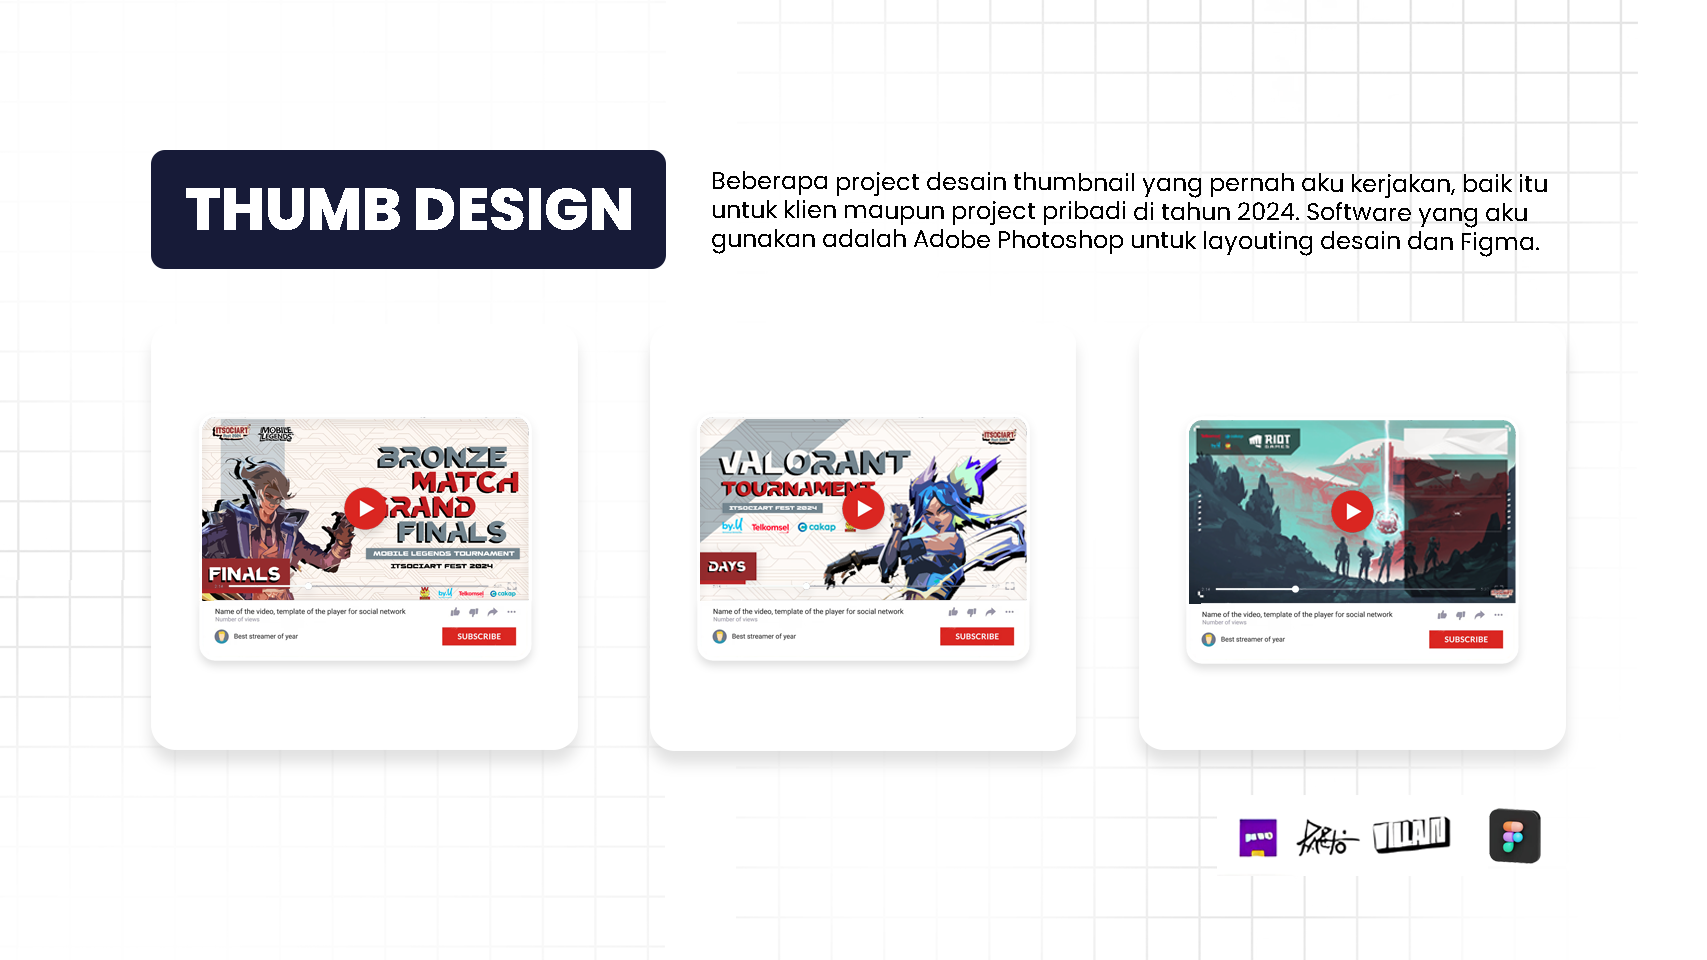 THUMB DESIGN
Beberapa project desain thumbnail yang pernah aku kerjakan, baik itu
untuk klien maupun project pribadi di tahun 2024. Software yang aku
gunakan adalah Adobe Photoshop untuk layouting desain dan Figma.
ITSOCIART
MOBILE LEGENDS
BRONZE
MATCH
GRAND
FINALS
MOBILE LEGENDS TOURNAMENT
ITSOCIART FEST 2024
FINALS
by.U Telkomsel cakap
Name of the video, template of the player for social network
Number of views
Best streamer of year
SUBSCRIBE
ITSOCIART
VALORANT
TOURNAMENT
ITSOCIART FEST 2024
by.U Telkomsel cakap
DAYS
Name of the video, template of the player for social network
Number of views
Best streamer of year
SUBSCRIBE
RIOT
GAMES
Name of the video, template of the player for social network
Number of views
Best streamer of year
SUBSCRIBE
VILLAIN